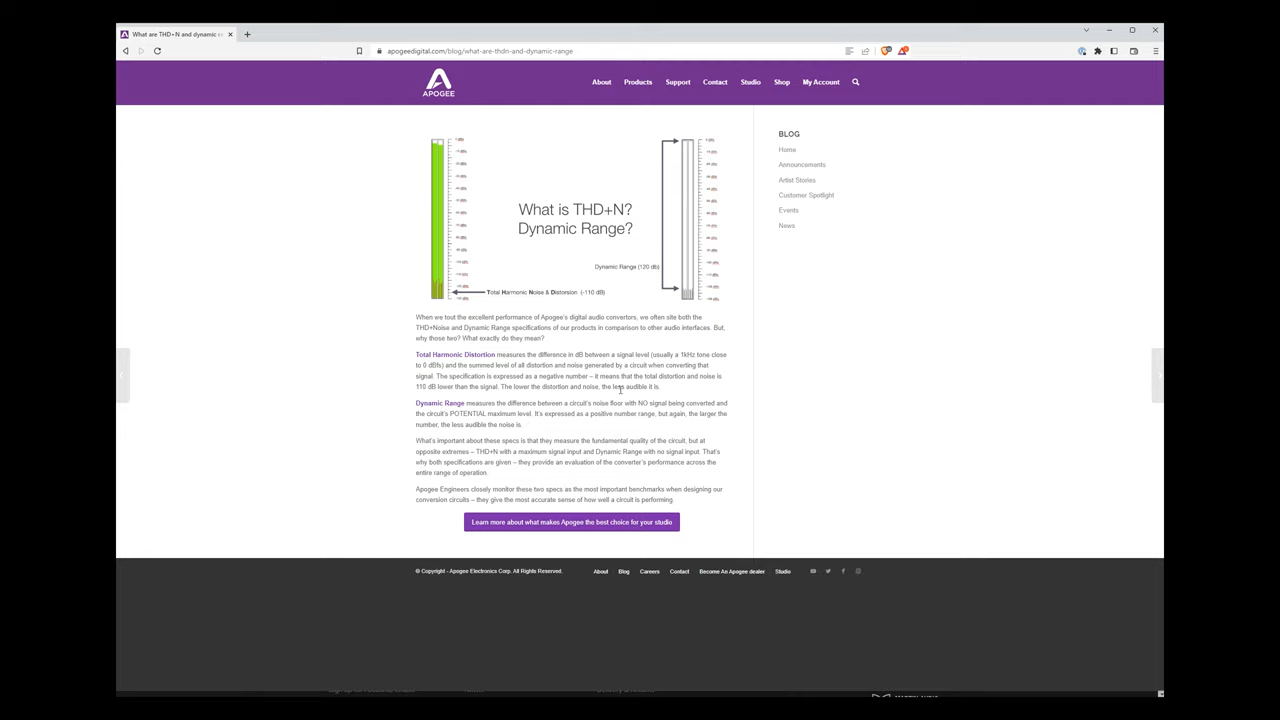 What are THD+N and dynamic r
apogeedigital.com/blog/what-are-thdn-and-dynamic-range
APOGEE
About Products Support Contact Studio Shop My Account
What is THD+N?
Dynamic Range?
Dynamic Range (120 db)
Total Harmonic Noise & Distorsion (-110 dB)
When we tout the excellent performance of Apogee's digital audio convertors, we often site both the
THD+Noise and Dynamic Range specifications of our products in comparison to other audio interfaces. But,
why those two? What exactly do they mean?
Total Harmonic Distortion measures the difference in dB between a signal level (usually a 1kHz tone close
to 0 dBfs) and the summed level of all distortion and noise generated by a circuit when converting that
signal. The specification is expressed as a negative number – it means that the total distortion and noise is
110 dB lower than the signal. The lower the distortion and noise, the less audible it is.
Dynamic Range measures the difference between a circuit's noise floor with NO signal being converted and
the circuit's POTENTIAL maximum level. It's expressed as a positive number range, but again, the larger the
number, the less audible the noise is.
What's important about these specs is that they measure the fundamental quality of the circuit, but at
opposite extremes – THD+N with a maximum signal input and Dynamic Range with no signal input. That's
why both specifications are given – they provide an evaluation of the converter's performance across the
entire range of operation.
Apogee Engineers closely monitor these two specs as the most important benchmarks when designing our
conversion circuits – they give the most accurate sense of how well a circuit is performing.
Learn more about what makes Apogee the best choice for your studio
BLOG
Home
Announcements
Artist Stories
Customer Spotlight
Events
News
© Copyright - Apogee Electronics Corp. All Rights Reserved.
About Blog Careers Contact Become An Apogee dealer Studio